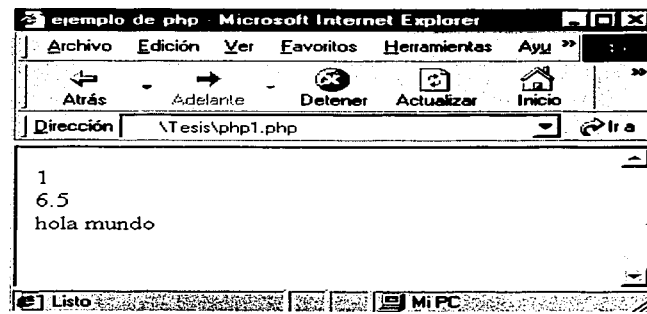 ejemplo de php - Microsoft Internet Explorer
Archivo Edición Ver Favoritos Herramientas Ayu »
Atrás Adelante Detener Actualizar Inicio »
Dirección \Tesis\php1.php Ir a
1
6.5
hola mundo
Listo Mi PC